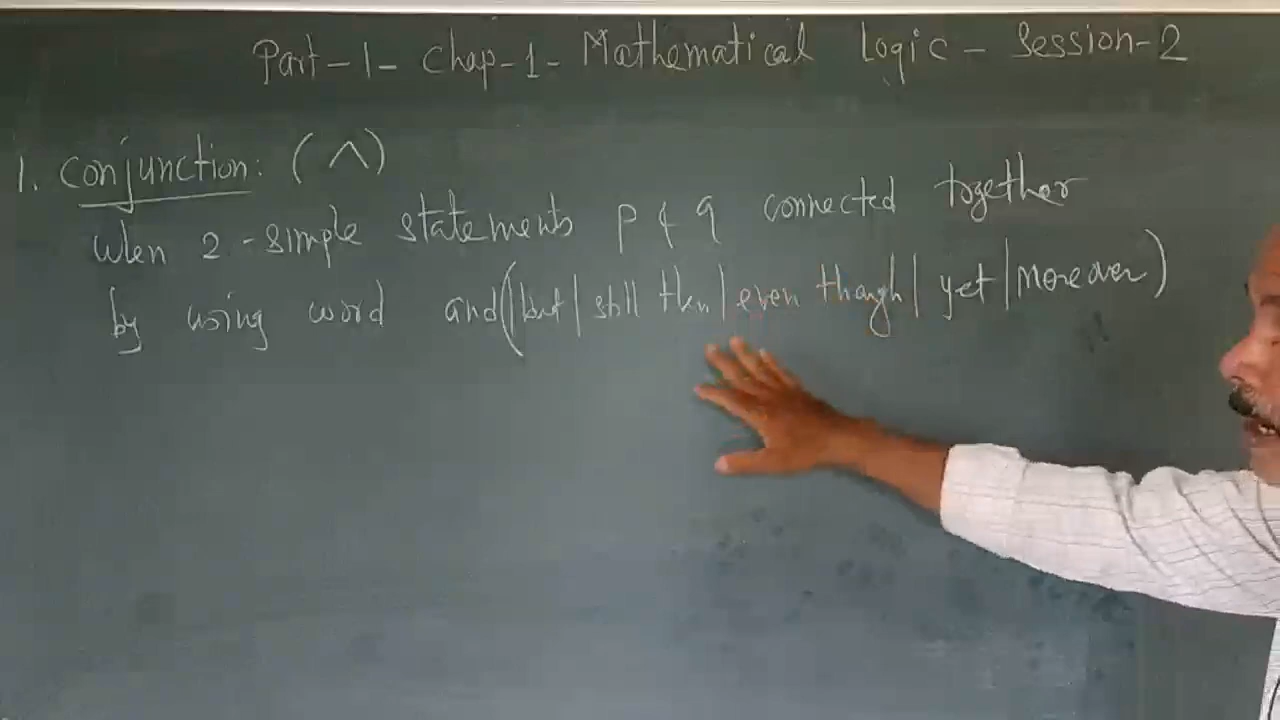 Part-1- Chap-1- Mathematical Logic - Session-2
1. Conjunction: (∧)
When 2-simple statements p & q connected together
by using word and(but|still then|even though|yet|Moreover)